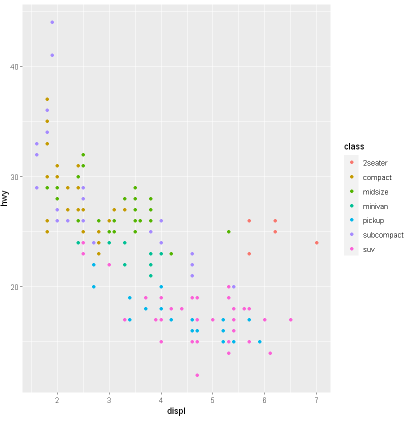 hwy
40
30
20
2
3
4
5
6
7
displ
class
2seater
compact
midsize
minivan
pickup
subcompact
suv